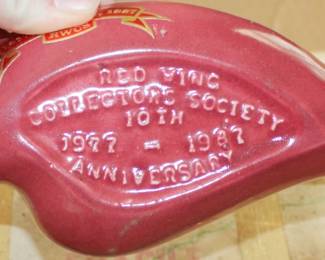 RED WING
COLLECTORS SOCIETY
10TH
1977 - 1987
ANNIVERSARY